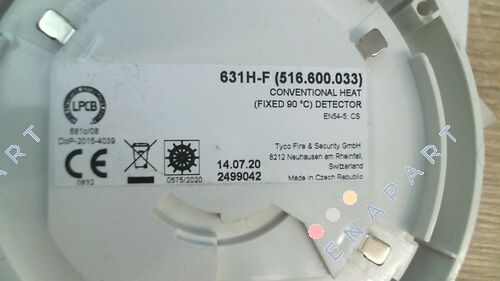 631H-F (516.600.033)
CONVENTIONAL HEAT
(FIXED 90 °C) DETECTOR
EN54-5: CS
LPCB
681c/08
DoP-2015-4039
CE
0832
0575/2020
14.07.20
2499042
Tyco Fire & Security GmbH
8212 Neuhausen am Rheinfall,
Switzerland
Made in Czech Republic
ENAPART
ENAPART